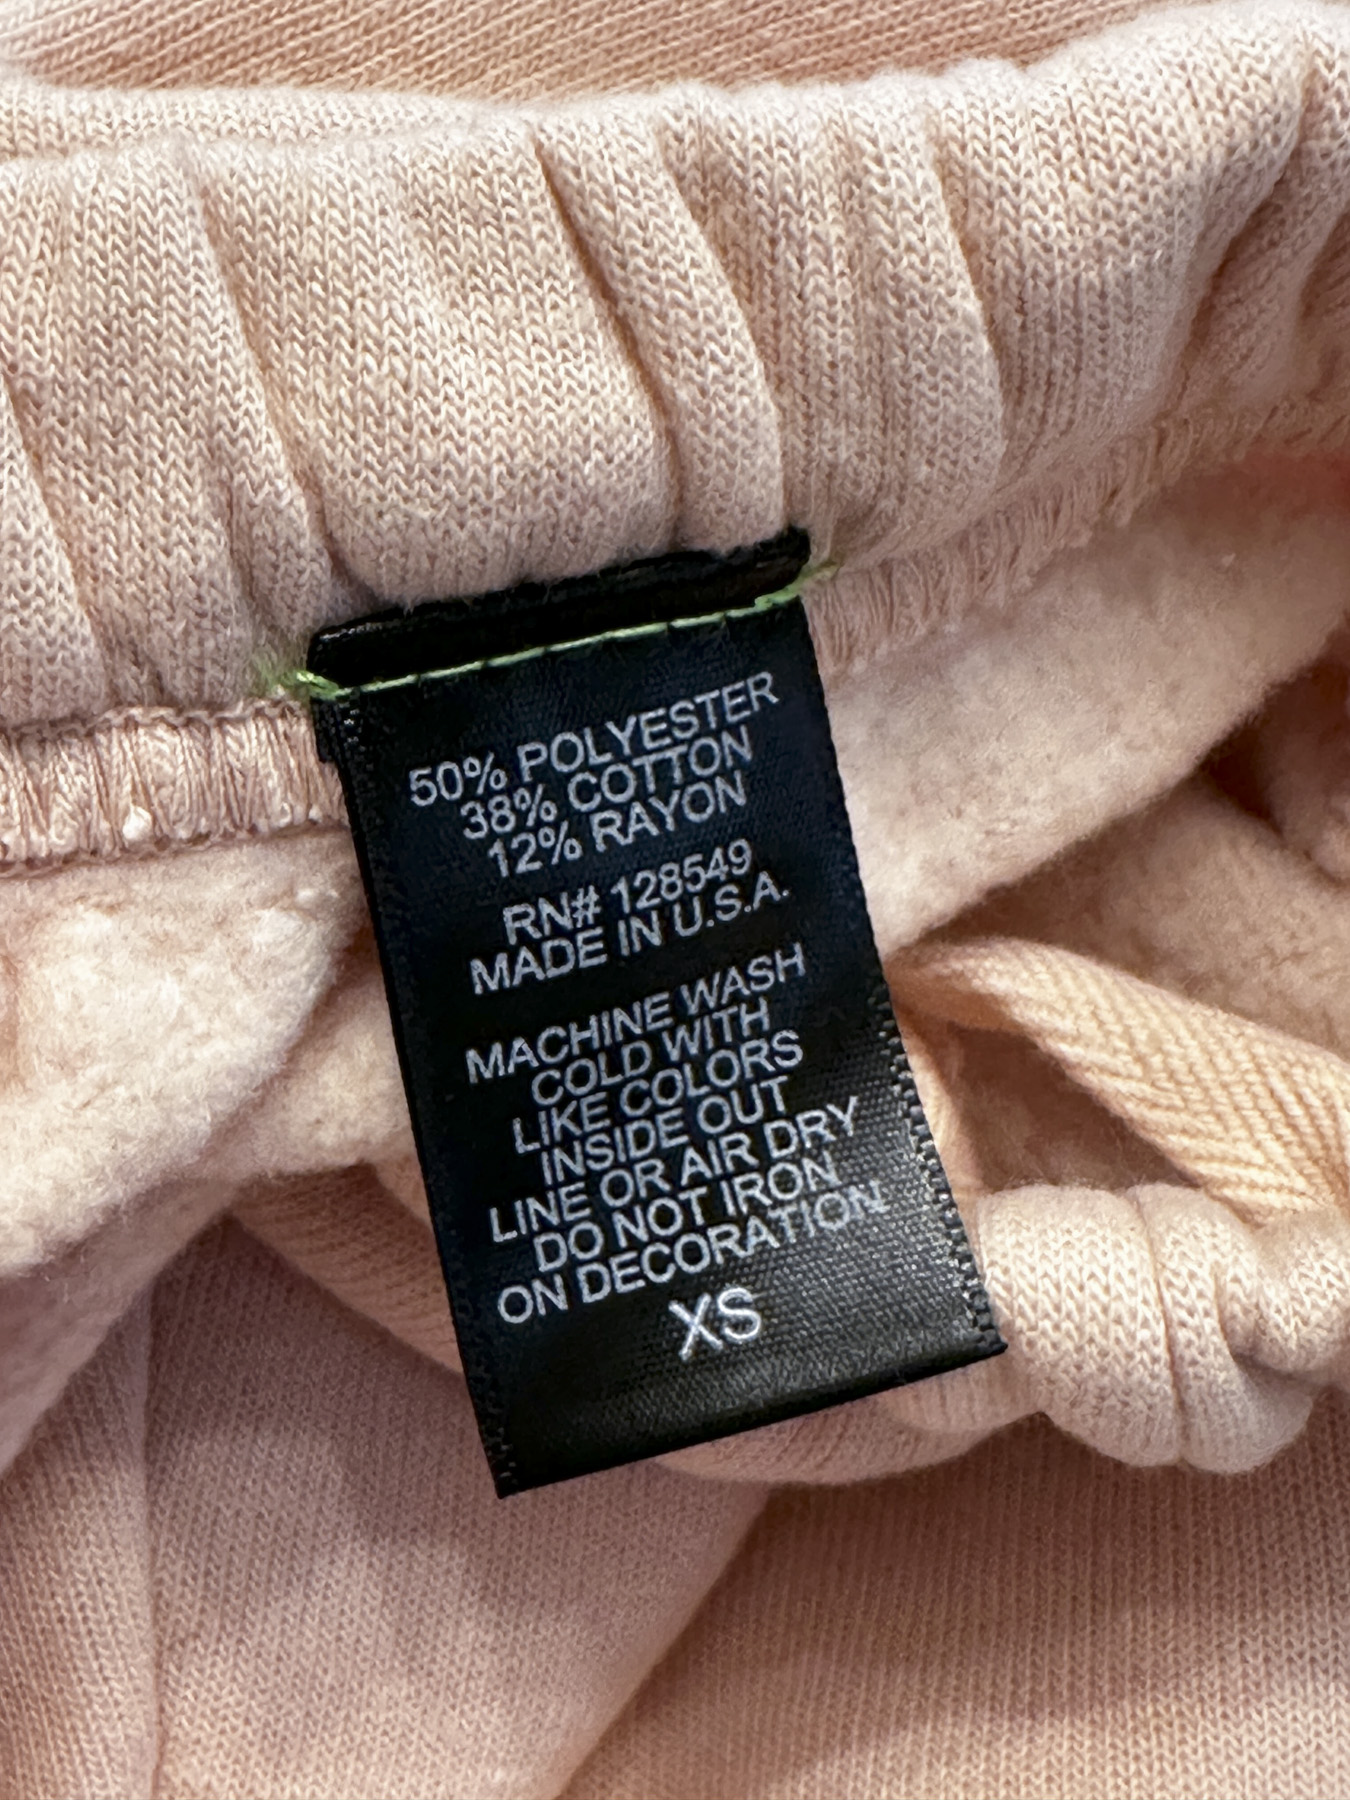 50% POLYESTER
38% COTTON
12% RAYON
RN# 128549
MADE IN U.S.A.
MACHINE WASH
COLD WITH
LIKE COLORS
INSIDE OUT
LINE OR AIR DRY
DO NOT IRON
ON DECORATION
XS